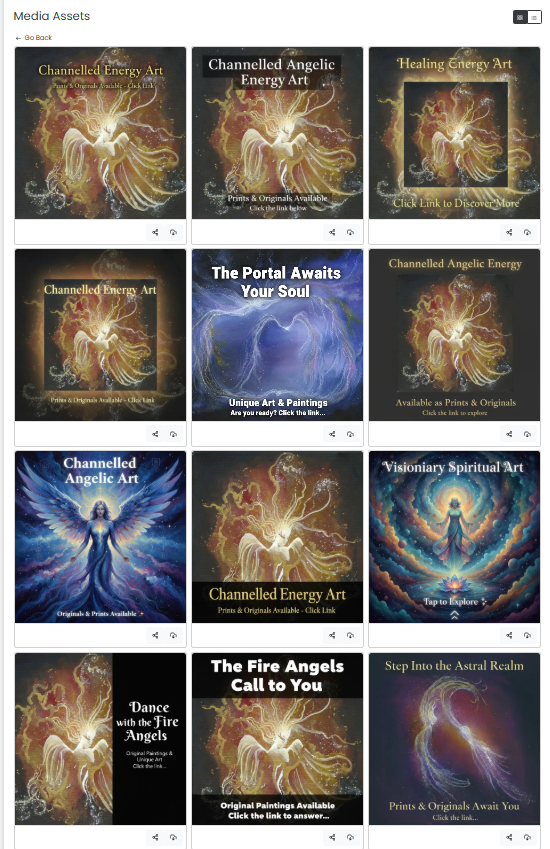 Media Assets
← Go Back
Channelled Energy Art
Prints & Originals Available - Click Link
Channelled Angelic
Energy Art
Prints & Originals Available
Click the link below
Healing Energy Art
Click Link to Discover More
Channelled Energy Art
Prints & Originals Available - Click Link
The Portal Awaits
Your Soul
Unique Art & Paintings
Are you ready? Click the link...
Channelled Angelic Energy
Available as Prints & Originals
Click the link to explore
Channelled
Angelic Art
Originals & Prints Available ✨
Channelled Energy Art
Prints & Originals Available - Click Link
Visionary Spiritual Art
Tap to Explore ✨
Dance
with the Fire
Angels
Original Paintings &
Unique Art
Click the link...
The Fire Angels
Call to You
Original Paintings Available
Click the link to answer...
Step Into the Astral Realm
Prints & Originals Await You
Click the link...